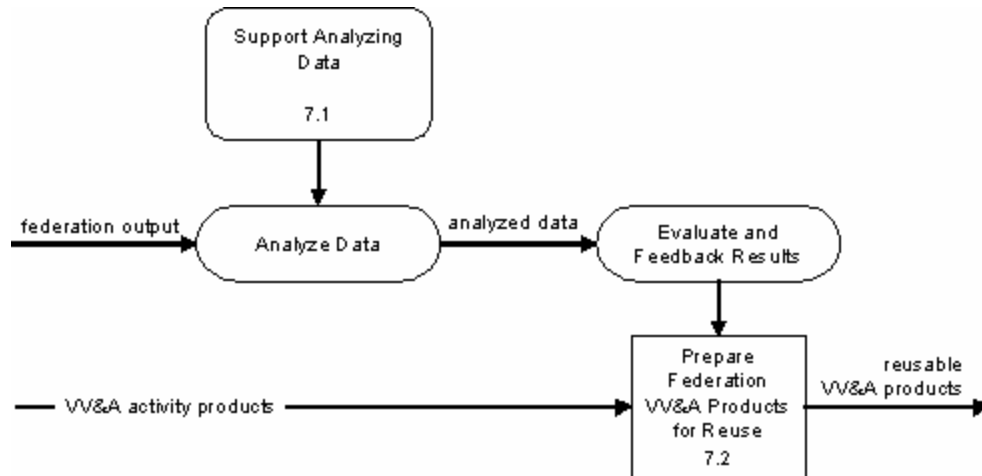 Support Analyzing
Data
7.1
federation output
Analyze Data
analyzed data
Evaluate and
Feedback Results
VV&A activity products
Prepare
Federation
VV&A Products
for Reuse
7.2
reusable
VV&A products